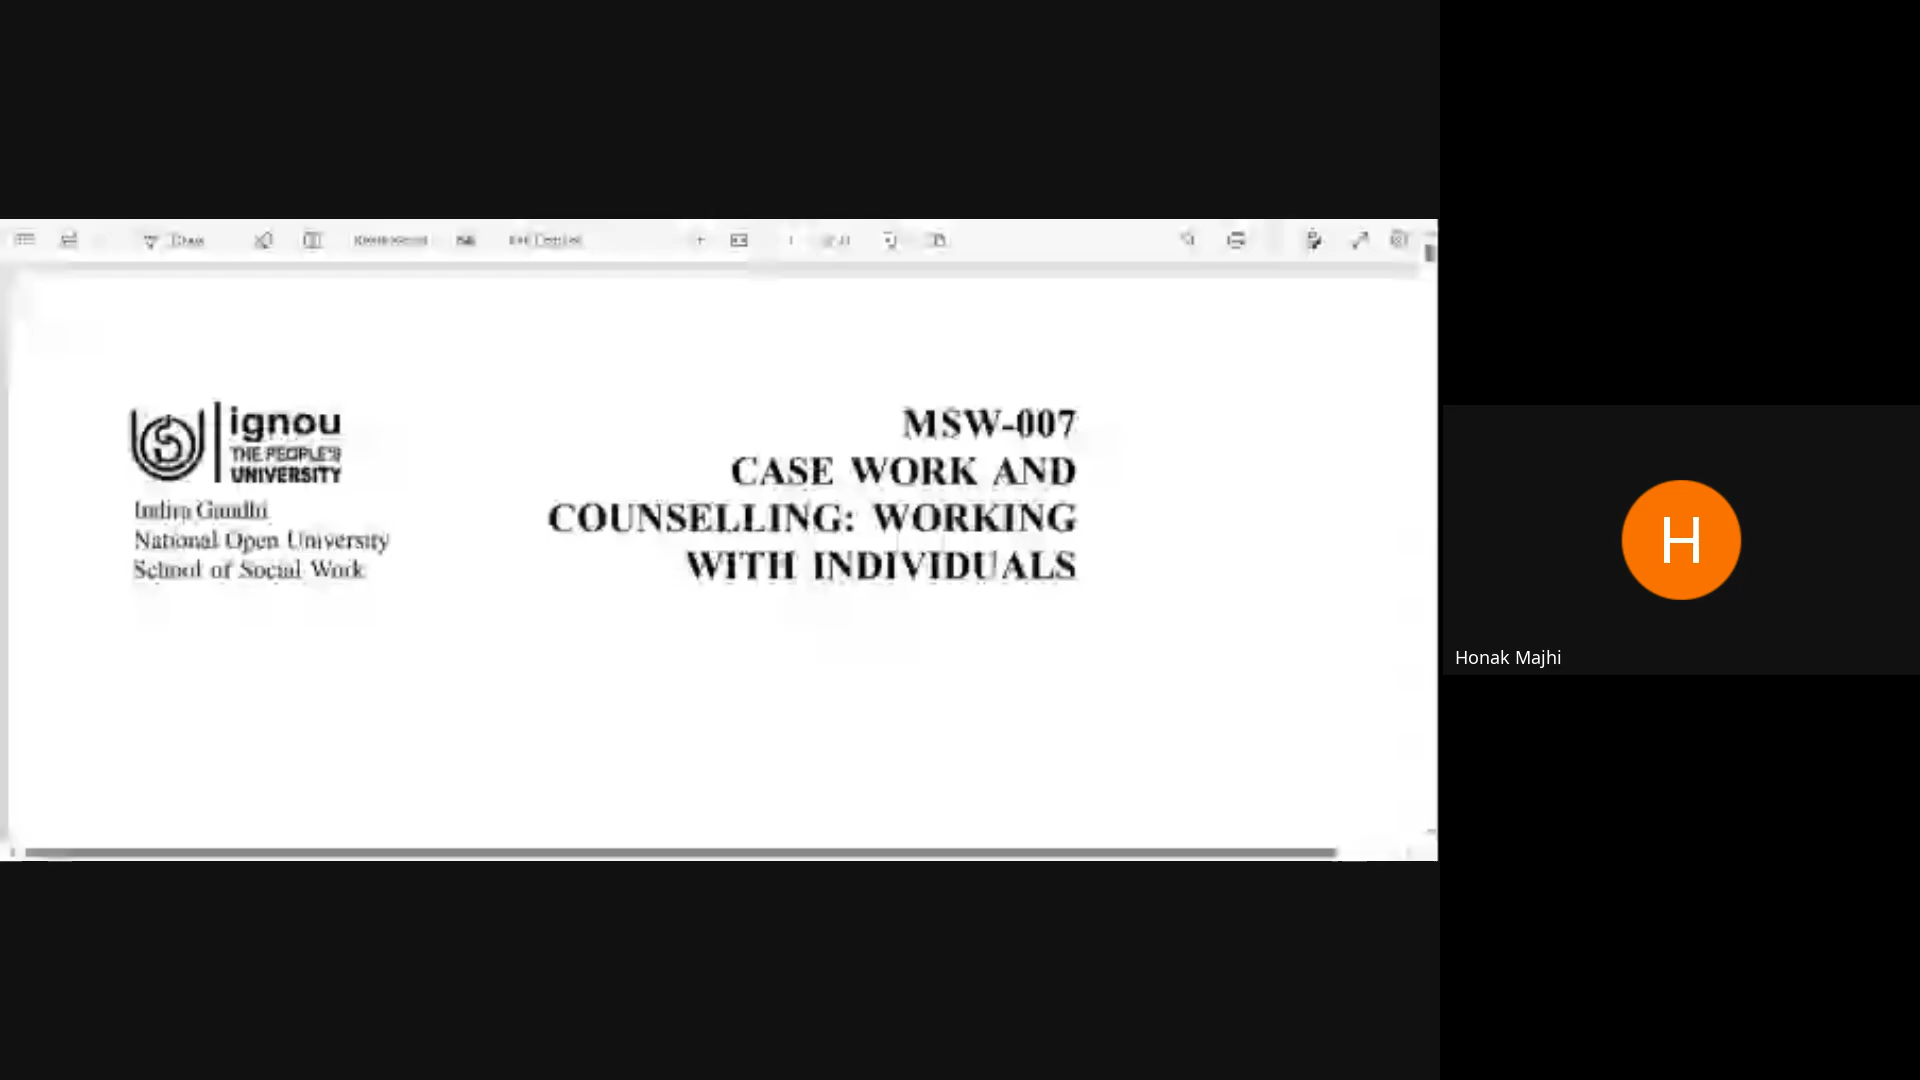 Draw
ignou
THE PEOPLE'S
UNIVERSITY
Indira Gandhi
National Open University
School of Social Work
MSW-007
CASE WORK AND
COUNSELLING: WORKING
WITH INDIVIDUALS
H
Honak Majhi